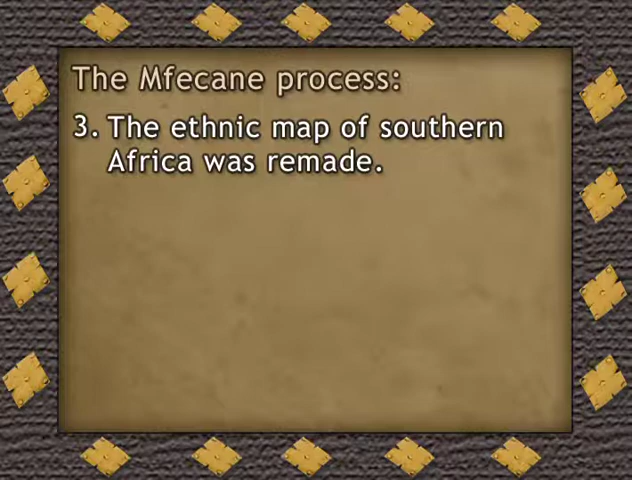 The Mfecane process:
3. The ethnic map of southern
Africa was remade.